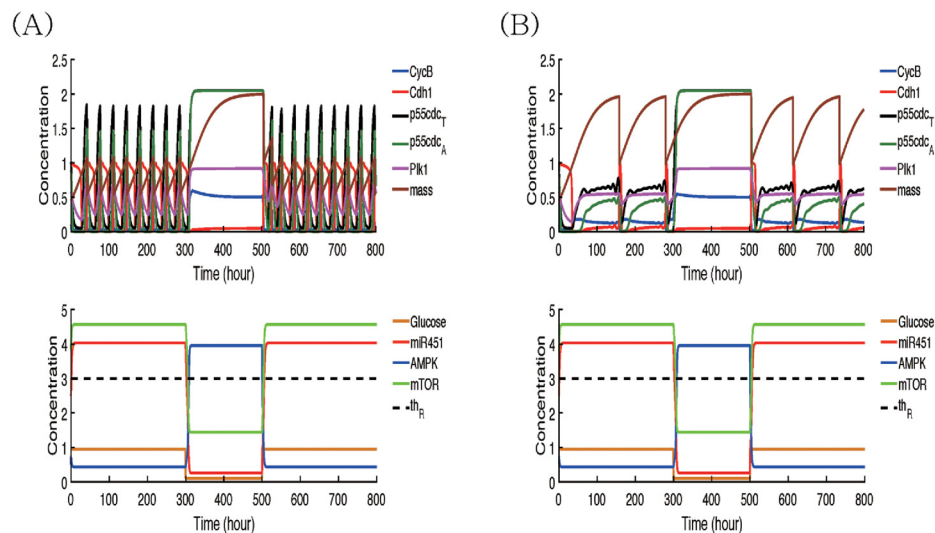 (A)
2.5
2
1.5
1
0.5
0
Concentration
0 100 200 300 400 500 600 700 800
Time (hour)
CycB
Cdh1
p55cdc_T
p55cdc_A
Plk1
mass
5
4
3
2
1
0
Concentration
0 100 200 300 400 500 600 700 800
Time (hour)
Glucose
miR451
AMPK
mTOR
th_R
(B)
2.5
2
1.5
1
0.5
0
Concentration
0 100 200 300 400 500 600 700 800
Time (hour)
CycB
Cdh1
p55cdc_T
p55cdc_A
Plk1
mass
5
4
3
2
1
0
Concentration
0 100 200 300 400 500 600 700 800
Time (hour)
Glucose
miR451
AMPK
mTOR
th_R